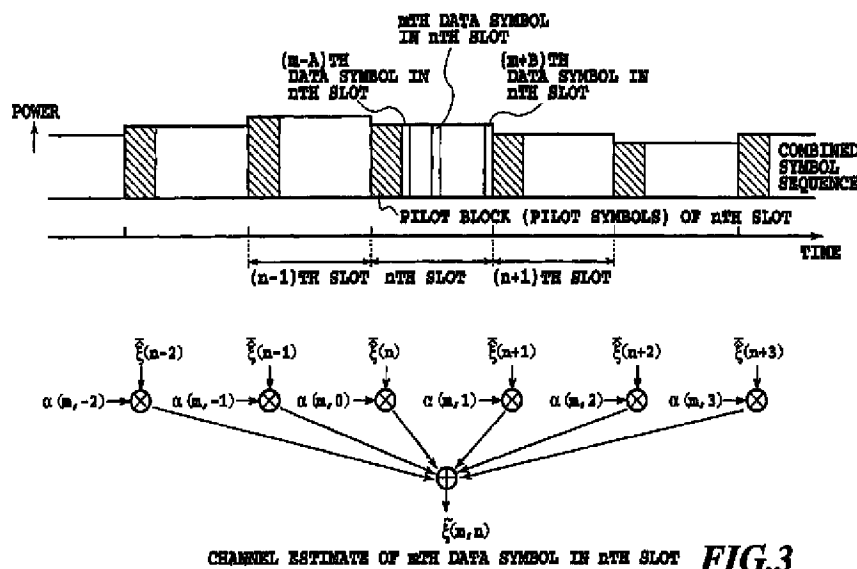 mTH DATA SYMBOL
IN nTH SLOT
(m-A)TH
DATA SYMBOL IN
nTH SLOT
(m+B)TH
DATA SYMBOL IN
nTH SLOT
POWER
COMBINED
SYMBOL
SEQUENCE
PILOT BLOCK (PILOT SYMBOLS) OF nTH SLOT
TIME
(n-1)TH SLOT nTH SLOT (n+1)TH SLOT
ξ̄(n-2) ξ̄(n-1) ξ̄(n) ξ̄(n+1) ξ̄(n+2) ξ̄(n+3)
α(m,-2) α(m,-1) α(m,0) α(m,1) α(m,2) α(m,3)
ξ̃(m,n)
CHANNEL ESTIMATE OF mTH DATA SYMBOL IN nTH SLOT FIG.3